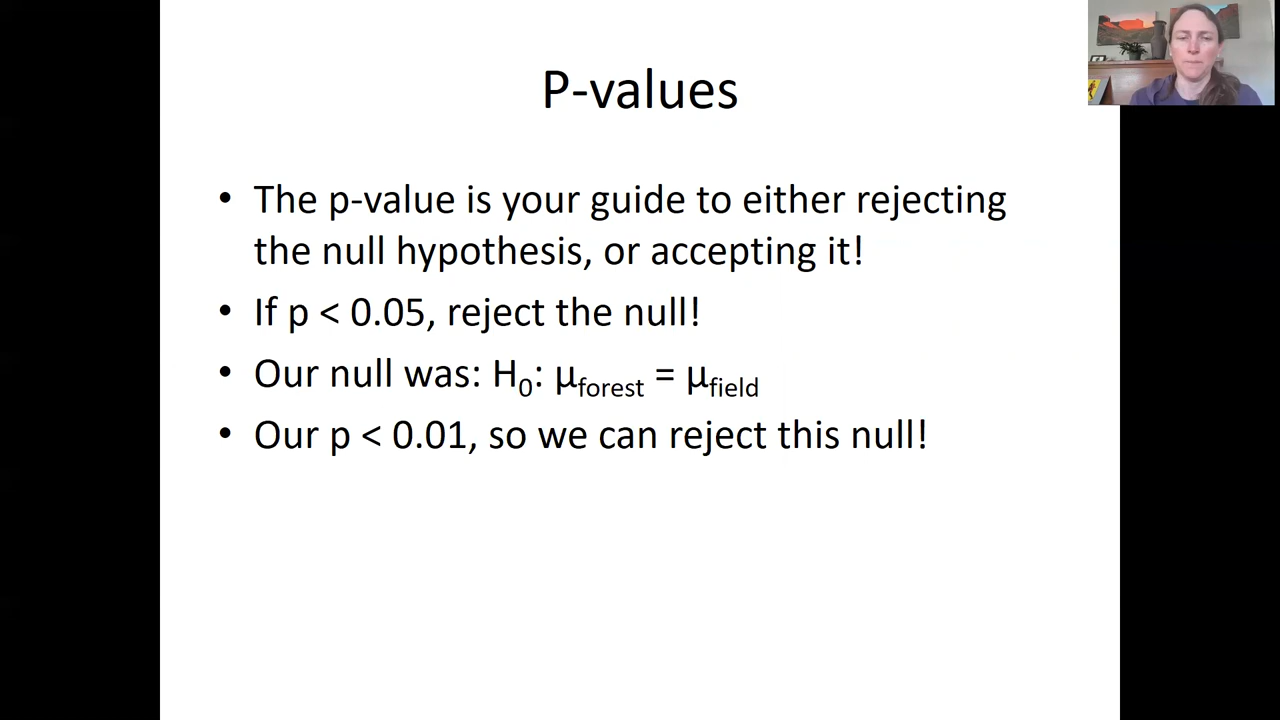 P-values
• The p-value is your guide to either rejecting
the null hypothesis, or accepting it!
• If p < 0.05, reject the null!
• Our null was: H₀: μforest = μfield
• Our p < 0.01, so we can reject this null!